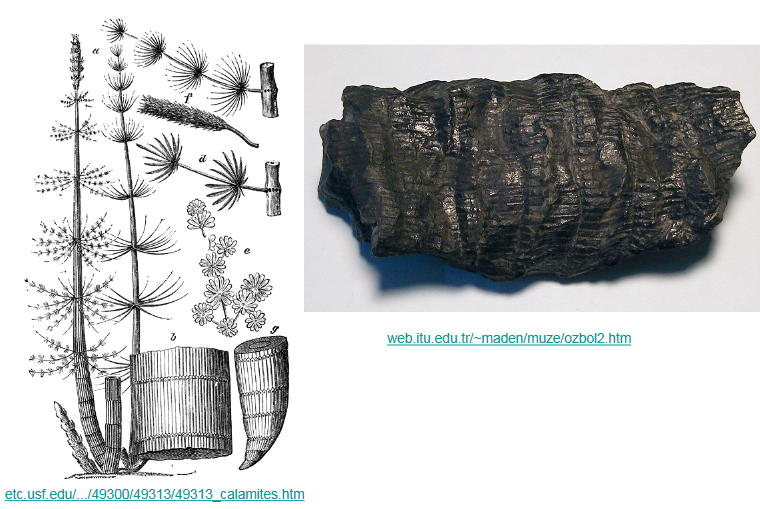 a
f
d
e
b
g
web.itu.edu.tr/~maden/muze/ozbol2.htm
etc.usf.edu/.../49300/49313/49313_calamites.htm